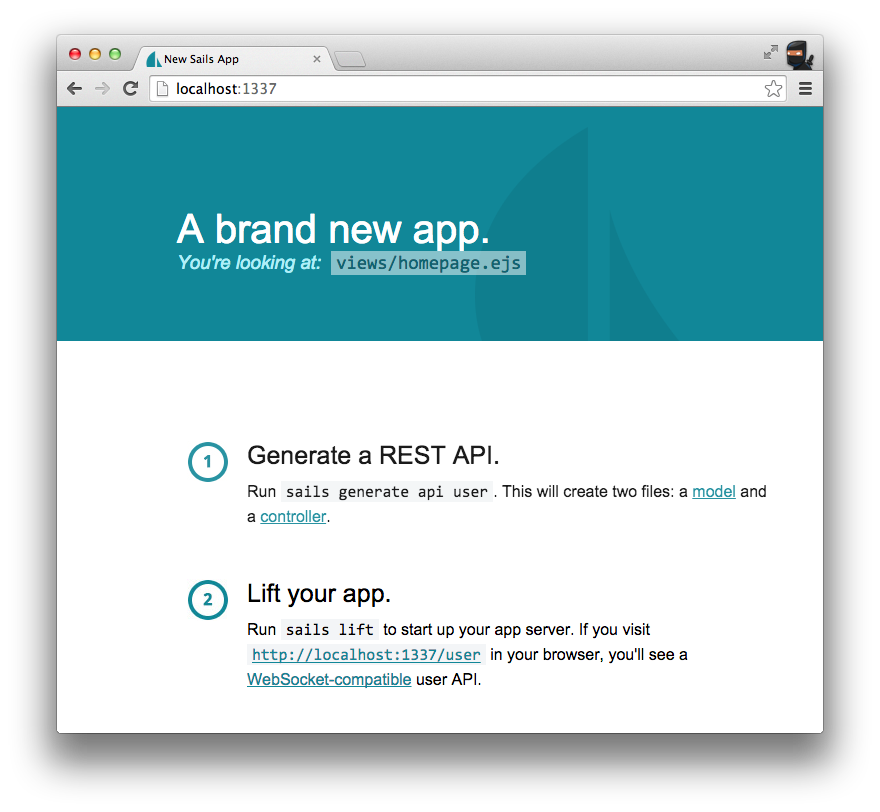 New Sails App
localhost:1337
A brand new app.
You're looking at: views/homepage.ejs
1
Generate a REST API.
Run sails generate api user. This will create two files: a model and
a controller.
2
Lift your app.
Run sails lift to start up your app server. If you visit
http://localhost:1337/user in your browser, you'll see a
WebSocket-compatible user API.